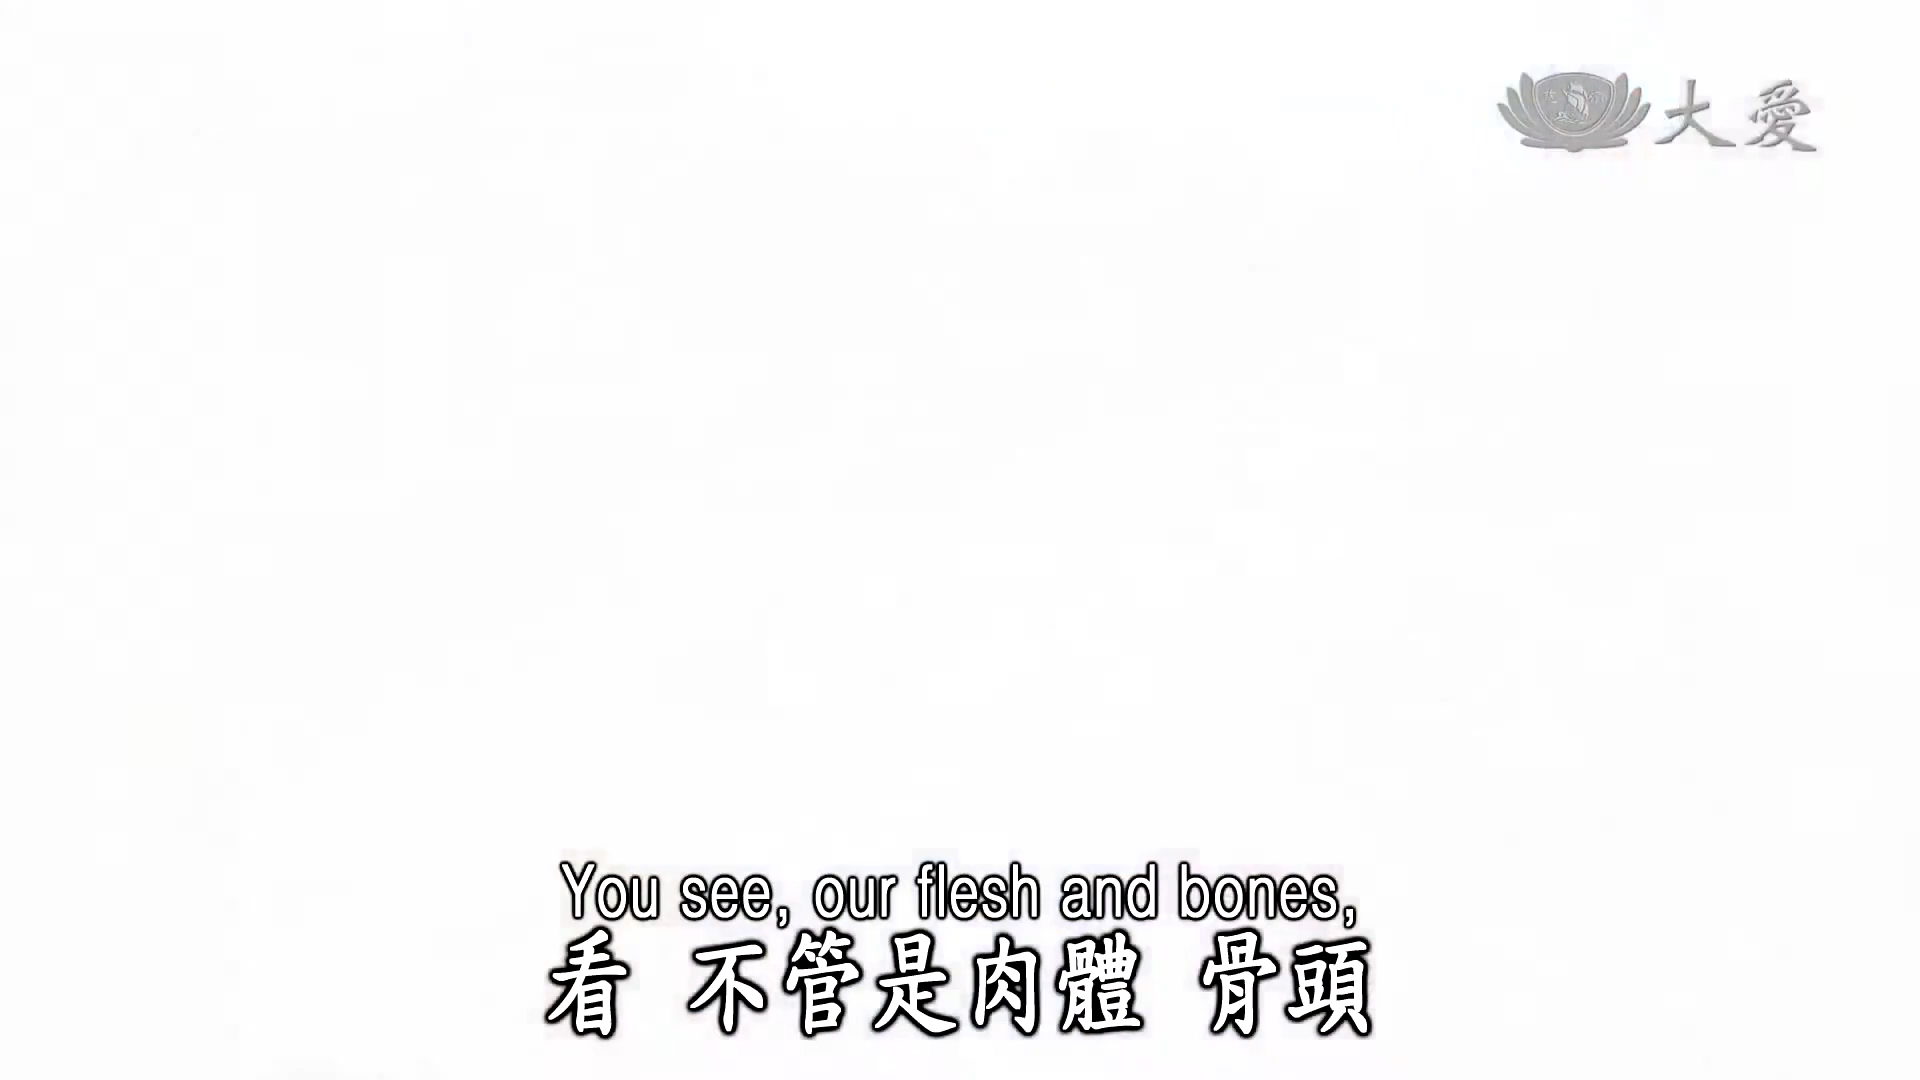 大愛
You see, our flesh and bones,
看 不管是肉體 骨頭